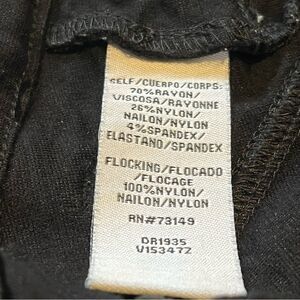 SELF/CUERPO/CORPS:
70%RAYON/
VISCOSA/RAYONNE
26%NYLON/
NAILON/NYLON
4%SPANDEX/
ELASTANO/SPANDEX
FLOCKING/FLOCADO
/FLOCAGE
100%NYLON/
NAILON/NYLON
RN#73149
DR1935
V153472